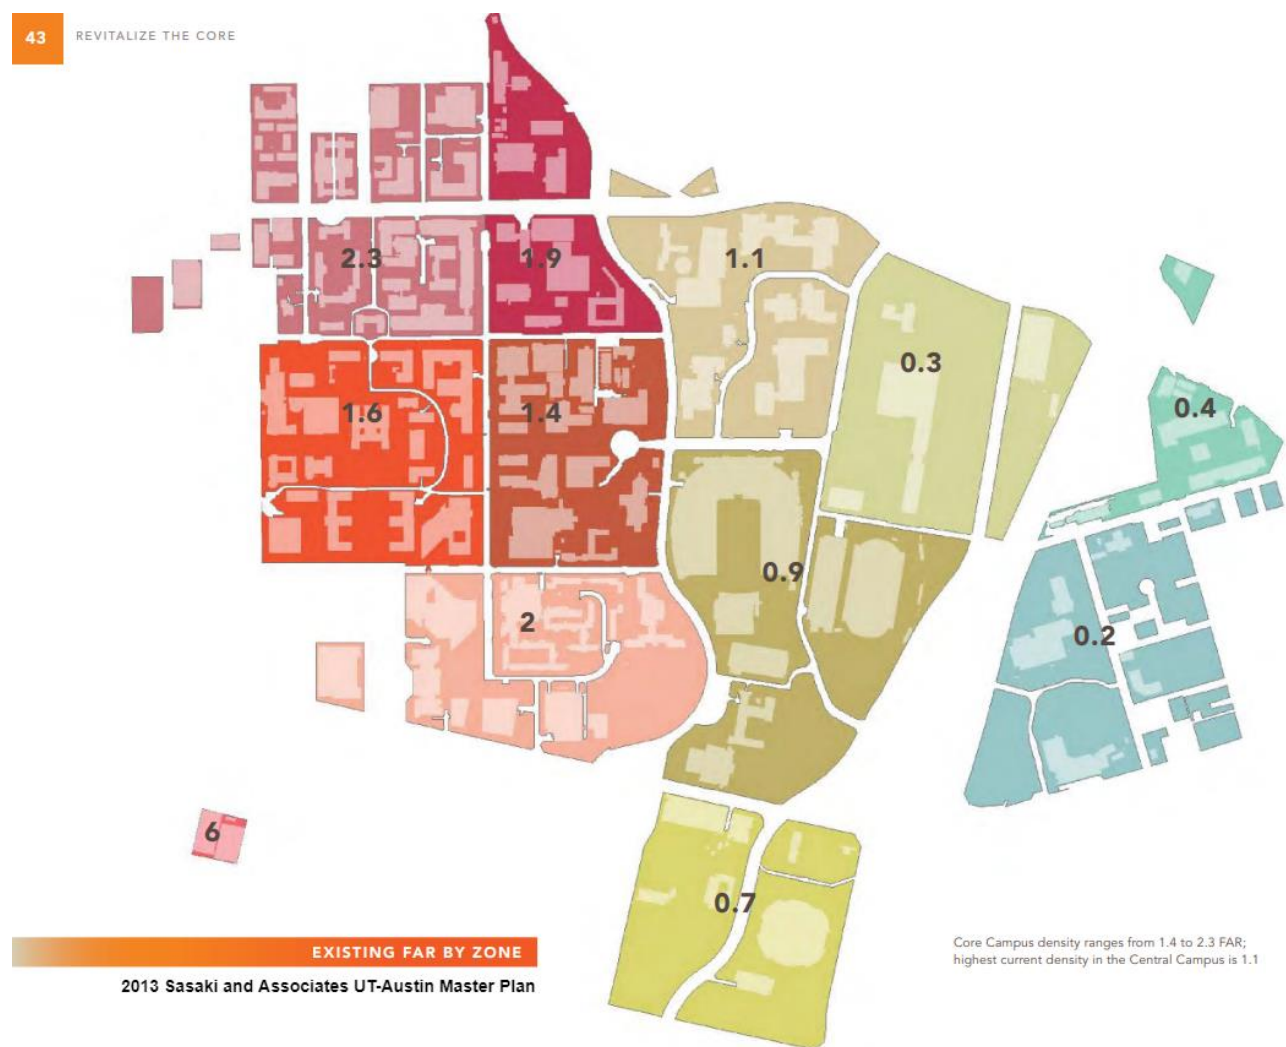 43 REVITALIZE THE CORE
2.3
1.9
1.1
0.3
1.6
1.4
0.4
0.9
2
0.2
6
0.7
EXISTING FAR BY ZONE
2013 Sasaki and Associates UT-Austin Master Plan
Core Campus density ranges from 1.4 to 2.3 FAR;
highest current density in the Central Campus is 1.1